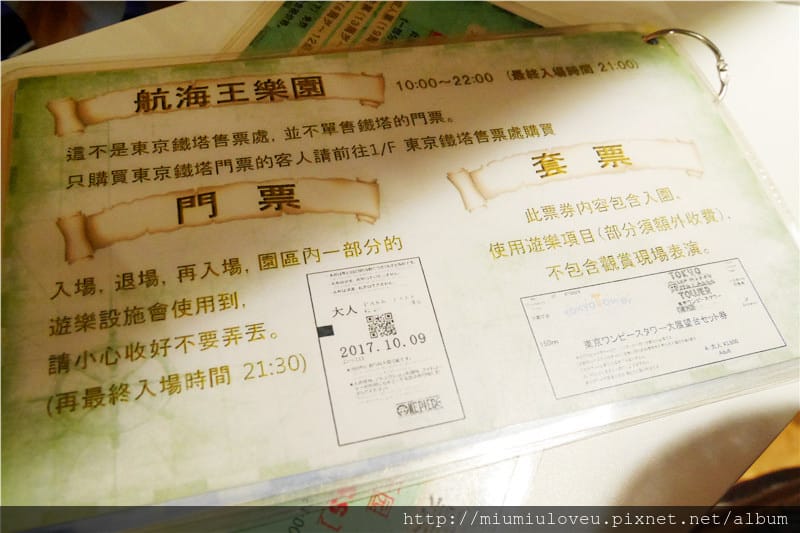 航海王樂園
10:00～22:00 (最終入場時間 21:00)
這不是東京鐵塔售票處, 並不單售鐵塔的門票。
只購買東京鐵塔門票的客人請前往1/F 東京鐵塔售票處購買
門 票
入場, 退場, 再入場, 園區內一部分的
遊樂設施會使用到,
請小心收好不要弄丟。
(再最終入場時間 21:30)
大人
2017.10.09
ONE PIECE
套 票
此票券內容包含入園、
使用遊樂項目(部分須額外收費),
不包含觀賞現場表演。
TOKYO
TOWER
東京ワンピースタワー大展望台セット券
http://miumiuloveu.pixnet.net/album